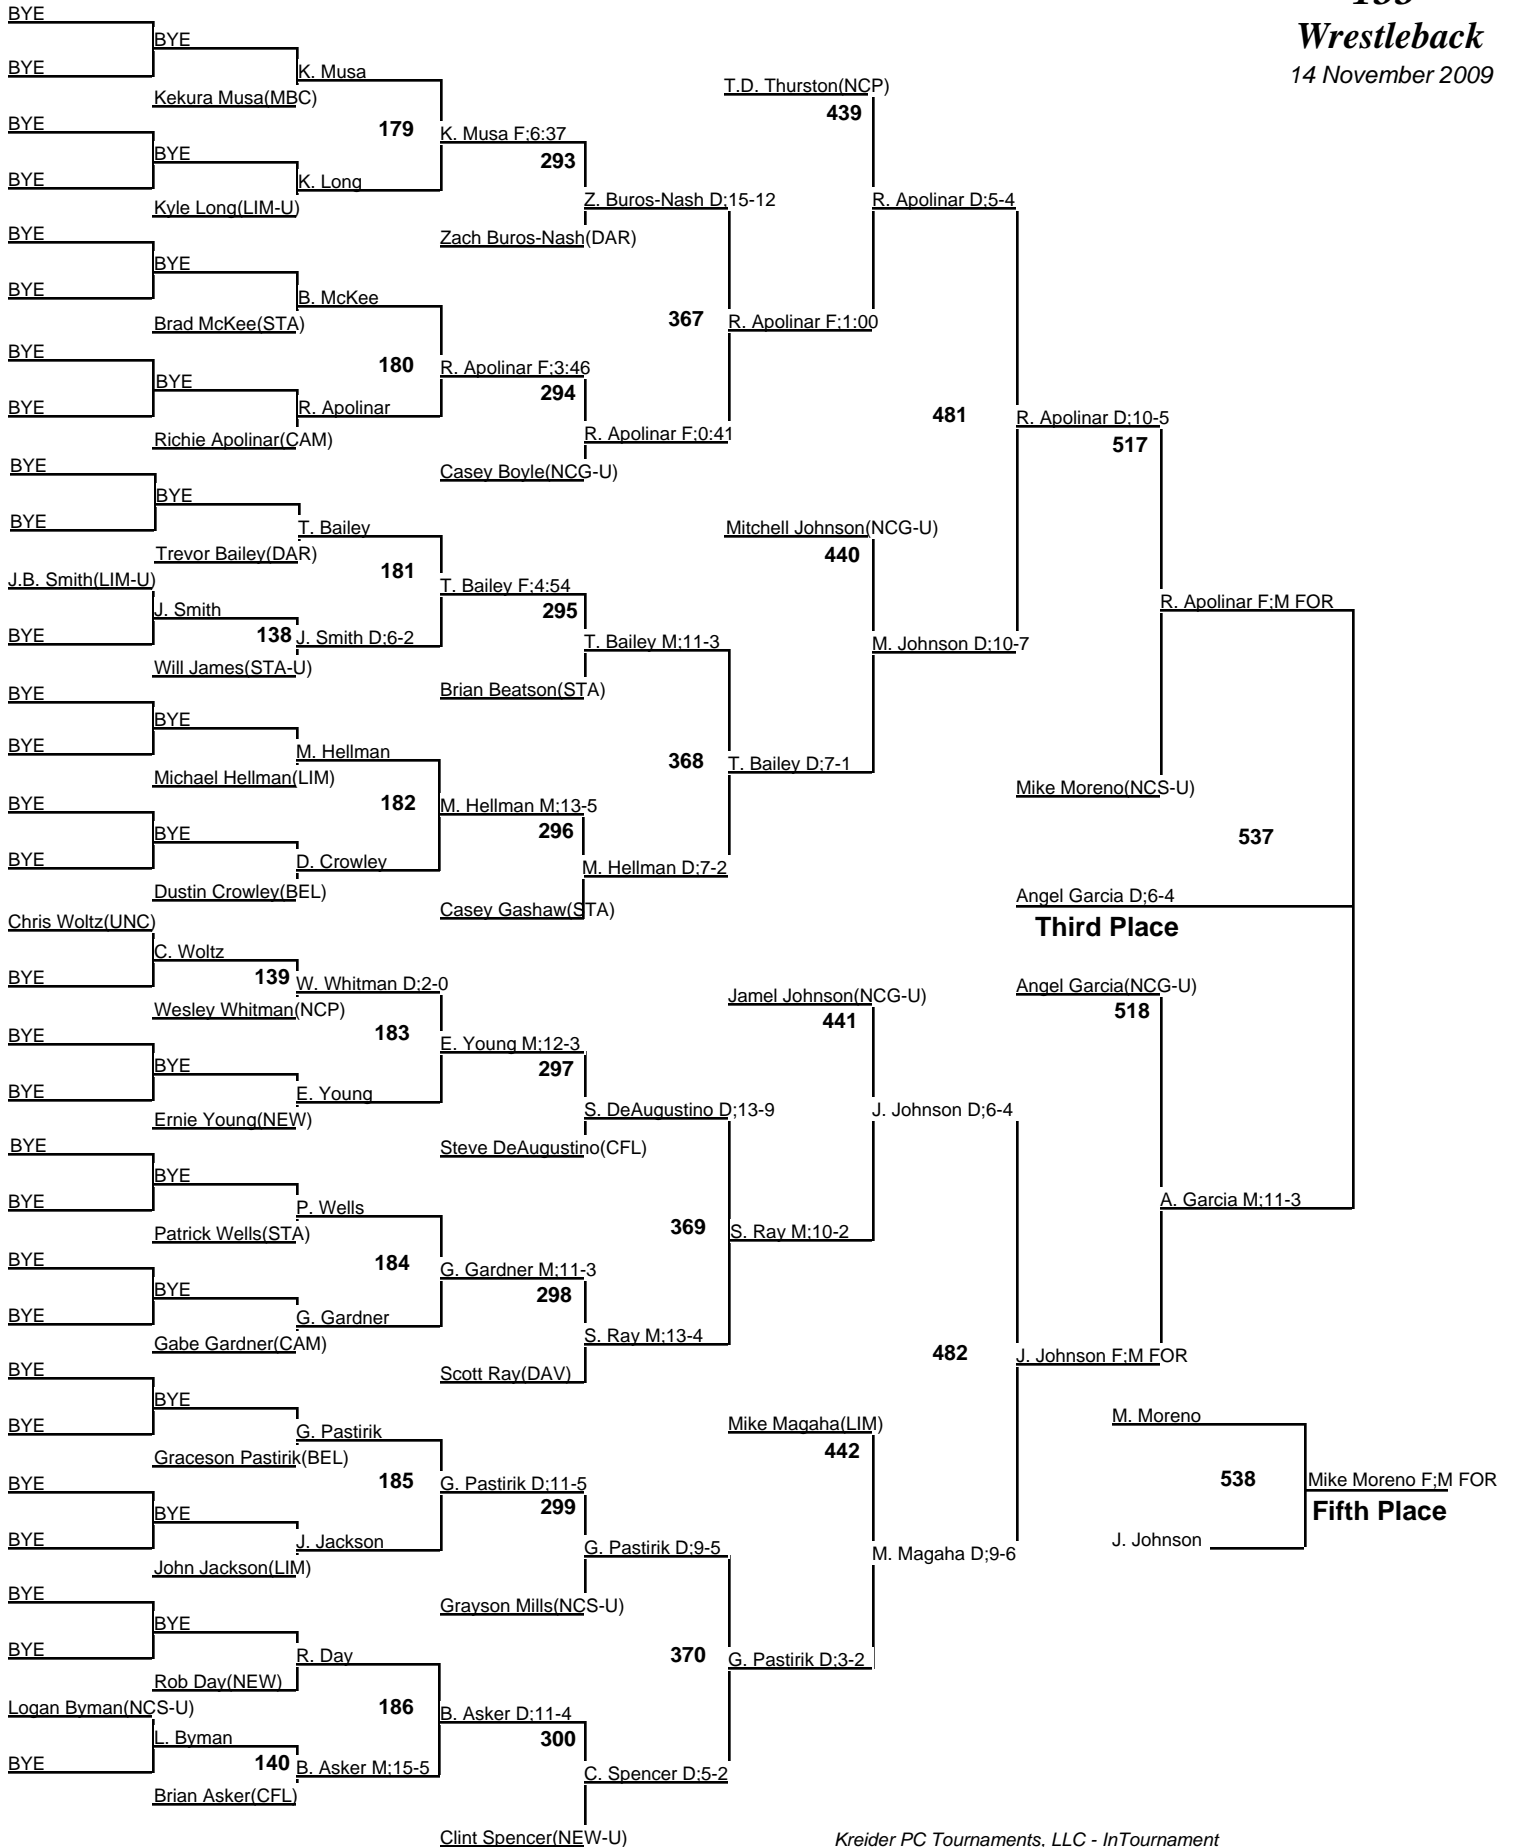 Wrestleback
14 November 2009
BYE
BYE
BYE
K. Musa
Kekura Musa(MBC)
179
BYE
BYE
BYE
K. Long
Kyle Long(LIM-U)
K. Musa F;6:37
293
Z. Buros-Nash D;15-12
Zach Buros-Nash(DAR)
BYE
BYE
BYE
B. McKee
Brad McKee(STA)
180
BYE
BYE
BYE
R. Apolinar
Richie Apolinar(CAM)
R. Apolinar F;3:46
294
R. Apolinar F;0:41
Casey Boyle(NCG-U)
367
R. Apolinar F;1:00
T.D. Thurston(NCP)
439
R. Apolinar D;5-4
BYE
BYE
BYE
T. Bailey
Trevor Bailey(DAR)
181
J.B. Smith(LIM-U)
BYE
J. Smith
138
J. Smith D;6-2
Will James(STA-U)
T. Bailey F;4:54
295
T. Bailey M;11-3
Brian Beatson(STA)
BYE
BYE
BYE
M. Hellman
Michael Hellman(LIM)
182
BYE
BYE
BYE
D. Crowley
Dustin Crowley(BEL)
M. Hellman M;13-5
296
M. Hellman D;7-2
Casey Gashaw(STA)
368
T. Bailey D;7-1
Mitchell Johnson(NCG-U)
440
M. Johnson D;10-7
481
R. Apolinar D;10-5
517
R. Apolinar F;M FOR
Mike Moreno(NCS-U)
537
Angel Garcia D;6-4
Third Place
Chris Woltz(UNC)
BYE
C. Woltz
139
W. Whitman D;2-0
Wesley Whitman(NCP)
183
BYE
BYE
BYE
E. Young
Ernie Young(NEW)
E. Young M;12-3
297
S. DeAugustino D;13-9
Steve DeAugustino(CFL)
BYE
BYE
BYE
P. Wells
Patrick Wells(STA)
184
BYE
BYE
BYE
G. Gardner
Gabe Gardner(CAM)
G. Gardner M;11-3
298
S. Ray M;13-4
Scott Ray(DAV)
369
S. Ray M;10-2
Jamel Johnson(NCG-U)
441
J. Johnson D;6-4
BYE
BYE
BYE
G. Pastirik
Graceson Pastirik(BEL)
185
BYE
BYE
BYE
J. Jackson
John Jackson(LIM)
G. Pastirik D;11-5
299
G. Pastirik D;9-5
Grayson Mills(NCS-U)
BYE
BYE
BYE
R. Day
Rob Day(NEW)
186
Logan Byman(NCS-U)
BYE
L. Byman
140
B. Asker M;15-5
Brian Asker(CFL)
B. Asker D;11-4
300
C. Spencer D;5-2
Clint Spencer(NEW-U)
370
G. Pastirik D;3-2
Mike Magaha(LIM)
442
M. Magaha D;9-6
482
J. Johnson F;M FOR
Angel Garcia(NCG-U)
518
A. Garcia M;11-3
M. Moreno
538
J. Johnson
Mike Moreno F;M FOR
Fifth Place
Kreider PC Tournaments, LLC - InTournament